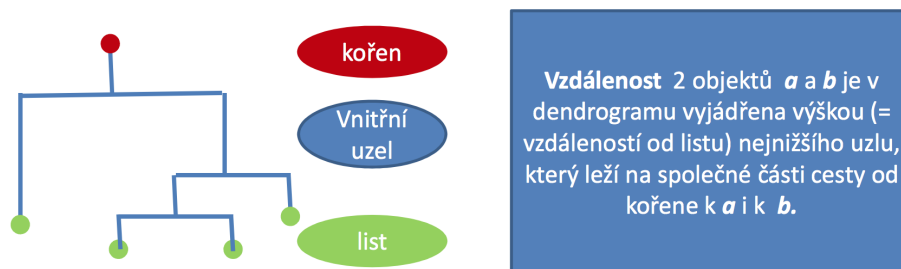 kořen
Vnitřní
uzel
list
Vzdálenost 2 objektů a a b je v
dendrogramu vyjádřena výškou (=
vzdáleností od listu) nejnižšího uzlu,
který leží na společné části cesty od
kořene k a i k b.